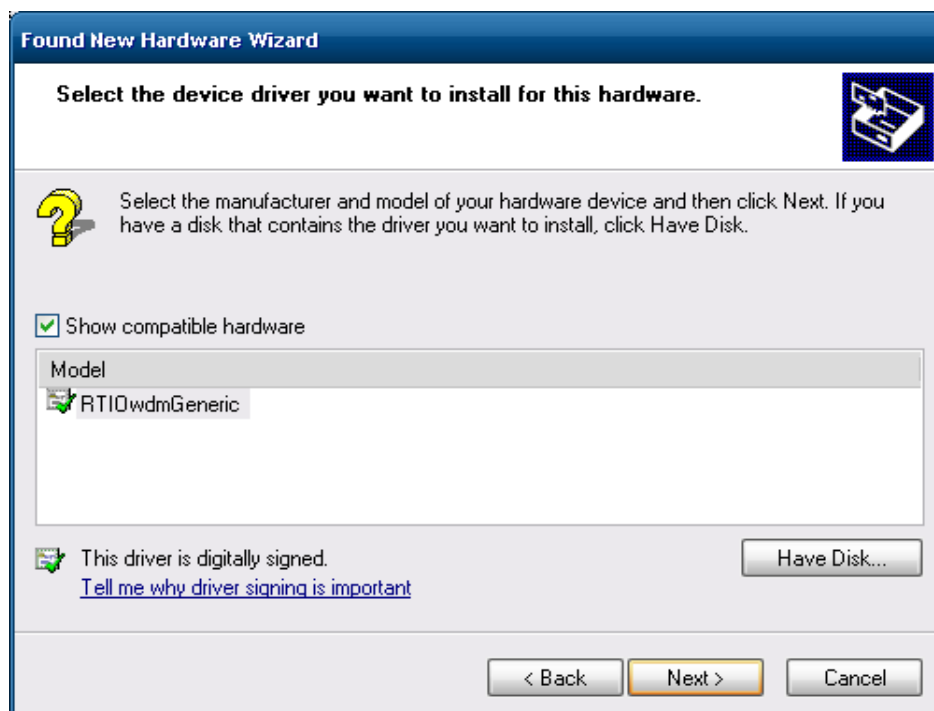 Found New Hardware Wizard
Select the device driver you want to install for this hardware.
Select the manufacturer and model of your hardware device and then click Next. If you
have a disk that contains the driver you want to install, click Have Disk.
Show compatible hardware
Model
RTIOwdmGeneric
This driver is digitally signed.
Have Disk...
Tell me why driver signing is important
< Back
Next >
Cancel